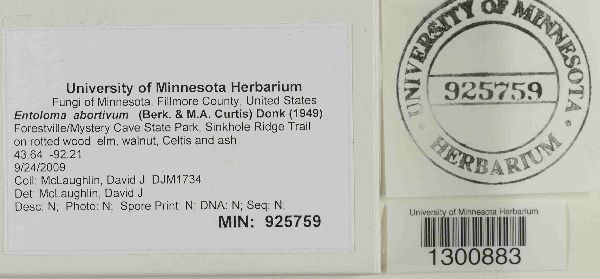 University of Minnesota Herbarium
Fungi of Minnesota. Fillmore County, United States
Entoloma abortivum (Berk. & M.A. Curtis) Donk (1949)
Forestville/Mystery Cave State Park, Sinkhole Ridge Trail
on rotted wood elm, walnut, Celtis and ash
43.64 -92.21
9/24/2009
Coll: McLaughlin, David J DJM1734
Det: McLaughlin, David J
Desc: N; Photo: N; Spore Print: N; DNA: N; Seq: N:
MIN: 925759
UNIVERSITY OF MINNESOTA
925759
HERBARIUM
University of Minnesota Herbarium
1300883